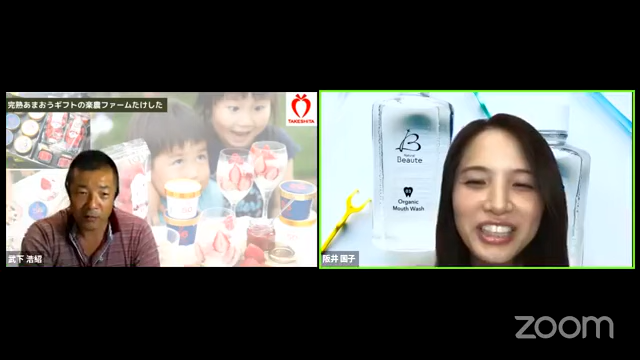 完熟あまおうギフトの楽農ファームたけした
TAKESHITA
武下 浩紹
B
Natural
Beaute
Organic
Mouth Wash
阪井 園子
zoom